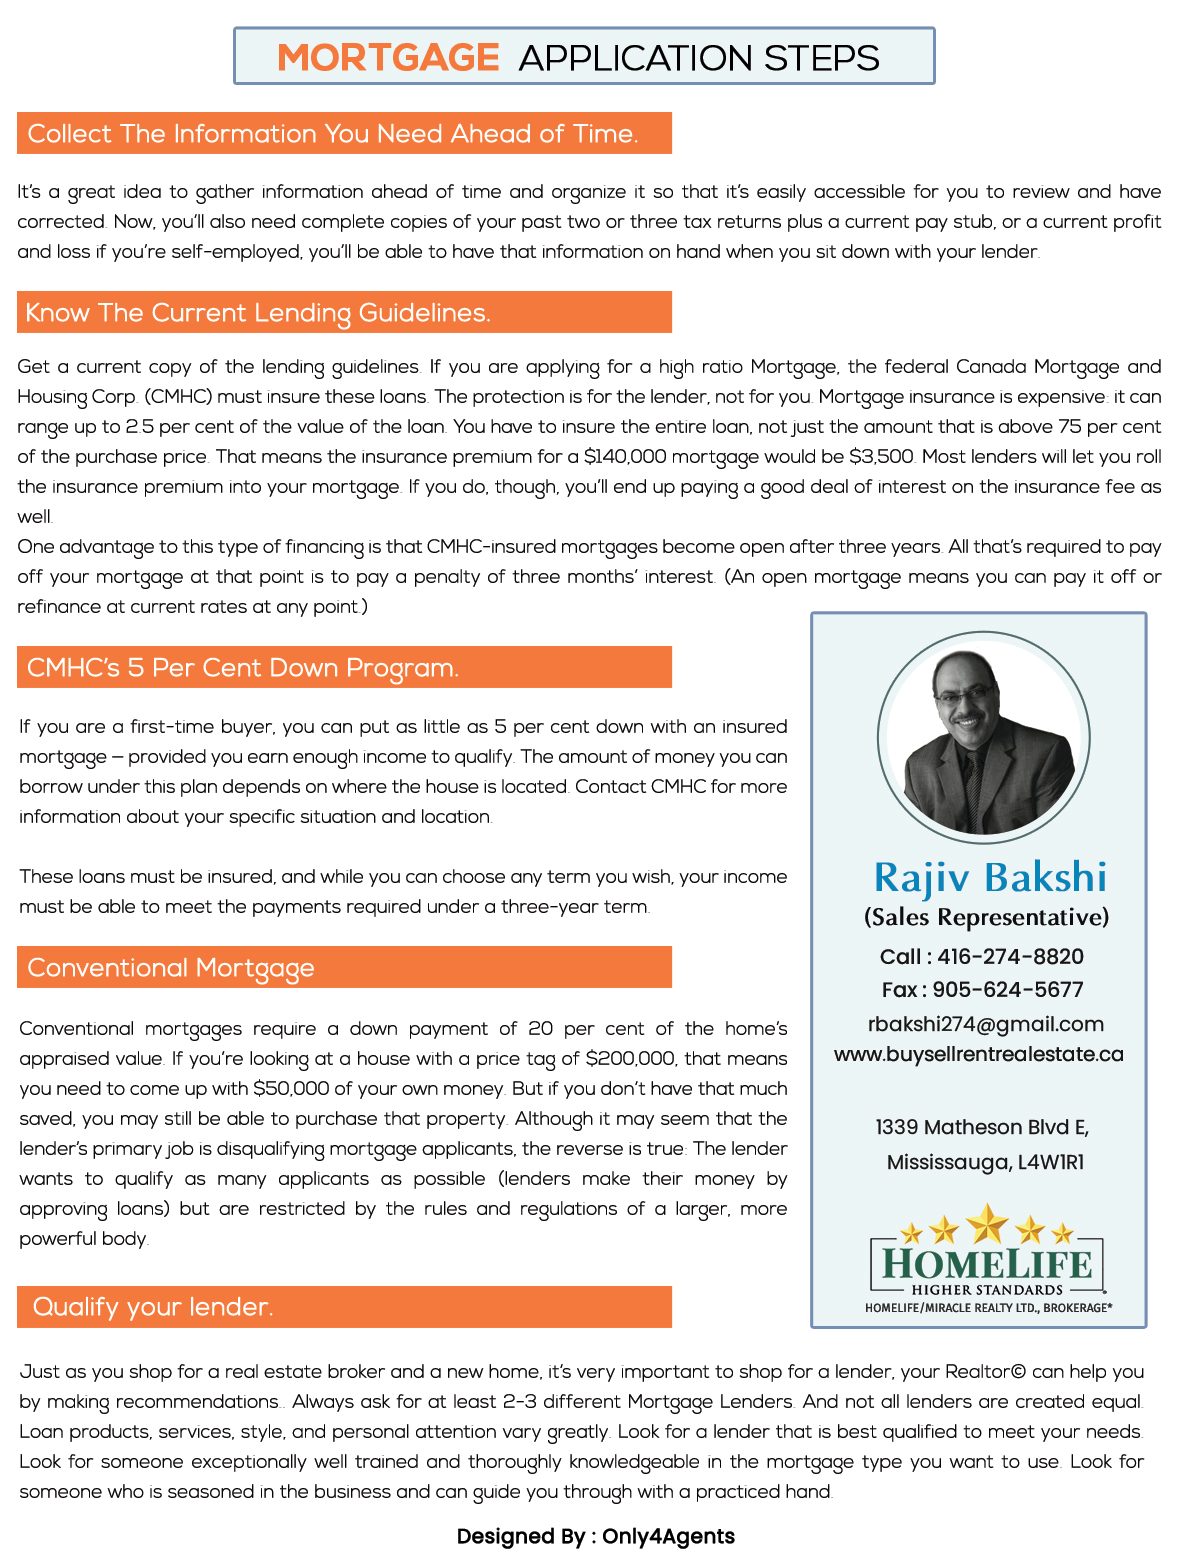 MORTGAGE APPLICATION STEPS
Collect The Information You Need Ahead of Time.
It's a great idea to gather information ahead of time and organize it so that it's easily accessible for you to review and have
corrected. Now, you'll also need complete copies of your past two or three tax returns plus a current pay stub, or a current profit
and loss if you're self-employed, you'll be able to have that information on hand when you sit down with your lender.
Know The Current Lending Guidelines.
Get a current copy of the lending guidelines. If you are applying for a high ratio Mortgage, the federal Canada Mortgage and
Housing Corp. (CMHC) must insure these loans. The protection is for the lender, not for you. Mortgage insurance is expensive: it can
range up to 2.5 per cent of the value of the loan. You have to insure the entire loan, not just the amount that is above 75 per cent
of the purchase price. That means the insurance premium for a $140,000 mortgage would be $3,500. Most lenders will let you roll
the insurance premium into your mortgage. If you do, though, you'll end up paying a good deal of interest on the insurance fee as
well.
One advantage to this type of financing is that CMHC-insured mortgages become open after three years. All that's required to pay
off your mortgage at that point is to pay a penalty of three months' interest. (An open mortgage means you can pay it off or
refinance at current rates at any point.)
CMHC's 5 Per Cent Down Program.
If you are a first-time buyer, you can put as little as 5 per cent down with an insured
mortgage – provided you earn enough income to qualify. The amount of money you can
borrow under this plan depends on where the house is located. Contact CMHC for more
information about your specific situation and location.
These loans must be insured, and while you can choose any term you wish, your income
must be able to meet the payments required under a three-year term.
Conventional Mortgage
Conventional mortgages require a down payment of 20 per cent of the home's
appraised value. If you're looking at a house with a price tag of $200,000, that means
you need to come up with $50,000 of your own money. But if you don't have that much
saved, you may still be able to purchase that property. Although it may seem that the
lender's primary job is disqualifying mortgage applicants, the reverse is true: The lender
wants to qualify as many applicants as possible (lenders make their money by
approving loans) but are restricted by the rules and regulations of a larger, more
powerful body.
Rajiv Bakshi
(Sales Representative)
Call : 416-274-8820
Fax : 905-624-5677
rbakshi274@gmail.com
www.buysellrentrealestate.ca
1339 Matheson Blvd E,
Mississauga, L4W1R1
HOMELIFE
HIGHER STANDARDS
HOMELIFE/MIRACLE REALTY LTD., BROKERAGE*
Qualify your lender.
Just as you shop for a real estate broker and a new home, it's very important to shop for a lender, your Realtor© can help you
by making recommendations.. Always ask for at least 2-3 different Mortgage Lenders. And not all lenders are created equal.
Loan products, services, style, and personal attention vary greatly. Look for a lender that is best qualified to meet your needs.
Look for someone exceptionally well trained and thoroughly knowledgeable in the mortgage type you want to use. Look for
someone who is seasoned in the business and can guide you through with a practiced hand.
Designed By : Only4Agents